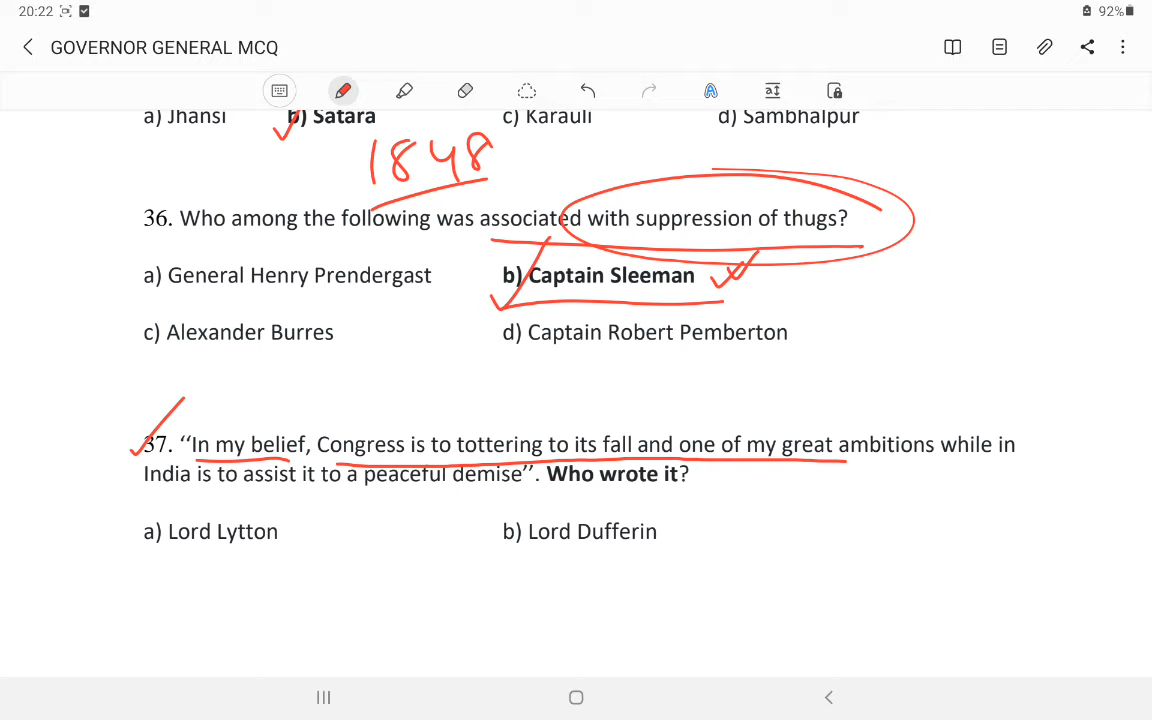 20:22 92%
GOVERNOR GENERAL MCQ
a) Jhansi b) Satara c) Karauli d) Sambhalpur
1848
36. Who among the following was associated with suppression of thugs?
a) General Henry Prendergast b) Captain Sleeman
c) Alexander Burres d) Captain Robert Pemberton
37. “In my belief, Congress is to tottering to its fall and one of my great ambitions while in
India is to assist it to a peaceful demise”. Who wrote it?
a) Lord Lytton b) Lord Dufferin